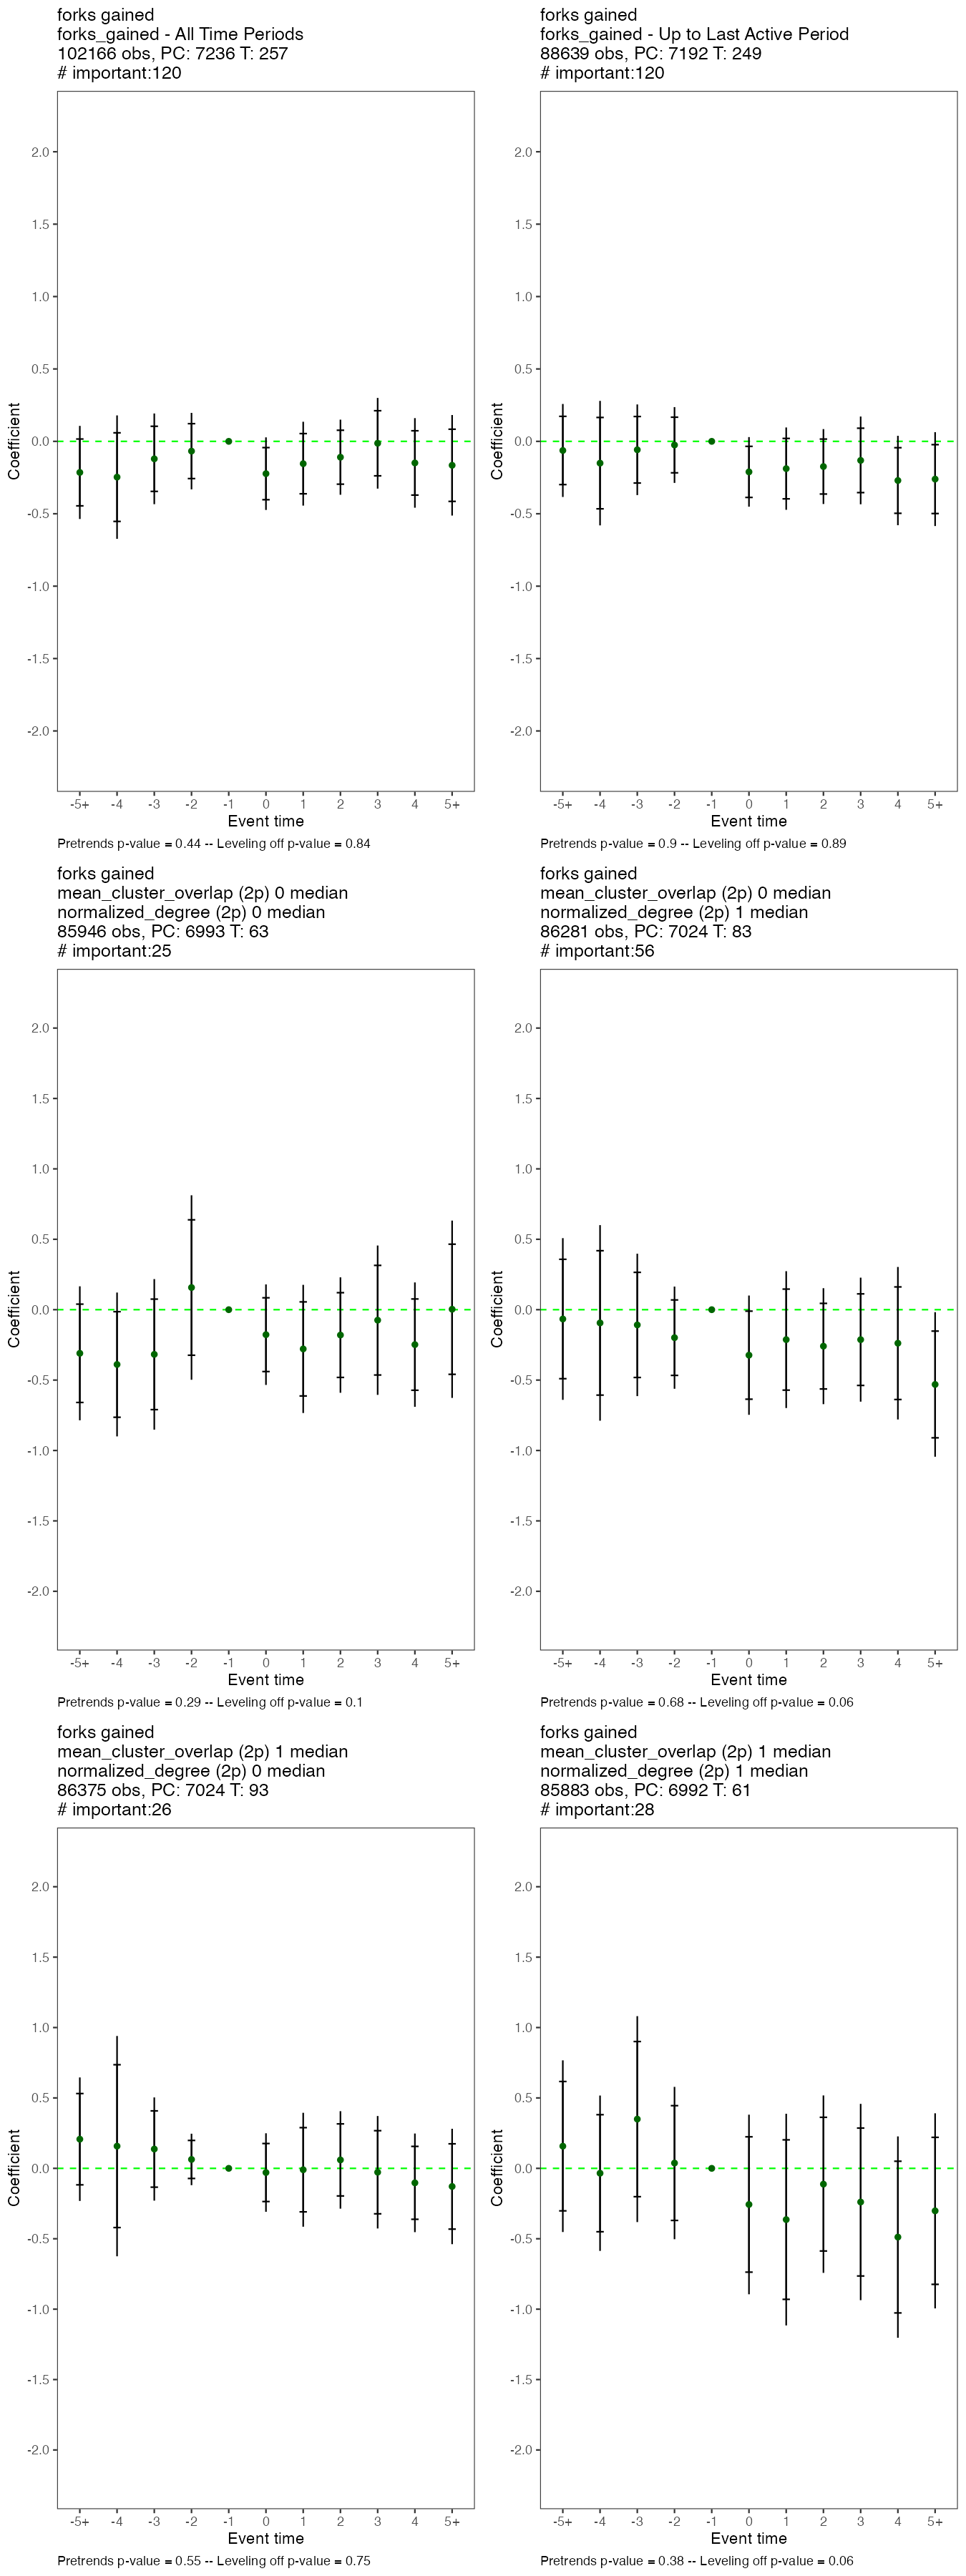 forks gained
forks_gained - All Time Periods
102166 obs, PC: 7236 T: 257
# important:120
2.0
1.5
1.0
0.5
0.0
-0.5
-1.0
-1.5
-2.0
Coefficient
-5+ -4 -3 -2 -1 0 1 2 3 4 5+
Event time
Pretrends p-value = 0.44 -- Leveling off p-value = 0.84
forks gained
forks_gained - Up to Last Active Period
88639 obs, PC: 7192 T: 249
# important:120
2.0
1.5
1.0
0.5
0.0
-0.5
-1.0
-1.5
-2.0
Coefficient
-5+ -4 -3 -2 -1 0 1 2 3 4 5+
Event time
Pretrends p-value = 0.9 -- Leveling off p-value = 0.89
forks gained
mean_cluster_overlap (2p) 0 median
normalized_degree (2p) 0 median
85946 obs, PC: 6993 T: 63
# important:25
2.0
1.5
1.0
0.5
0.0
-0.5
-1.0
-1.5
-2.0
Coefficient
-5+ -4 -3 -2 -1 0 1 2 3 4 5+
Event time
Pretrends p-value = 0.29 -- Leveling off p-value = 0.1
forks gained
mean_cluster_overlap (2p) 0 median
normalized_degree (2p) 1 median
86281 obs, PC: 7024 T: 83
# important:56
2.0
1.5
1.0
0.5
0.0
-0.5
-1.0
-1.5
-2.0
Coefficient
-5+ -4 -3 -2 -1 0 1 2 3 4 5+
Event time
Pretrends p-value = 0.68 -- Leveling off p-value = 0.06
forks gained
mean_cluster_overlap (2p) 1 median
normalized_degree (2p) 0 median
86375 obs, PC: 7024 T: 93
# important:26
2.0
1.5
1.0
0.5
0.0
-0.5
-1.0
-1.5
-2.0
Coefficient
-5+ -4 -3 -2 -1 0 1 2 3 4 5+
Event time
Pretrends p-value = 0.55 -- Leveling off p-value = 0.75
forks gained
mean_cluster_overlap (2p) 1 median
normalized_degree (2p) 1 median
85883 obs, PC: 6992 T: 61
# important:28
2.0
1.5
1.0
0.5
0.0
-0.5
-1.0
-1.5
-2.0
Coefficient
-5+ -4 -3 -2 -1 0 1 2 3 4 5+
Event time
Pretrends p-value = 0.38 -- Leveling off p-value = 0.06